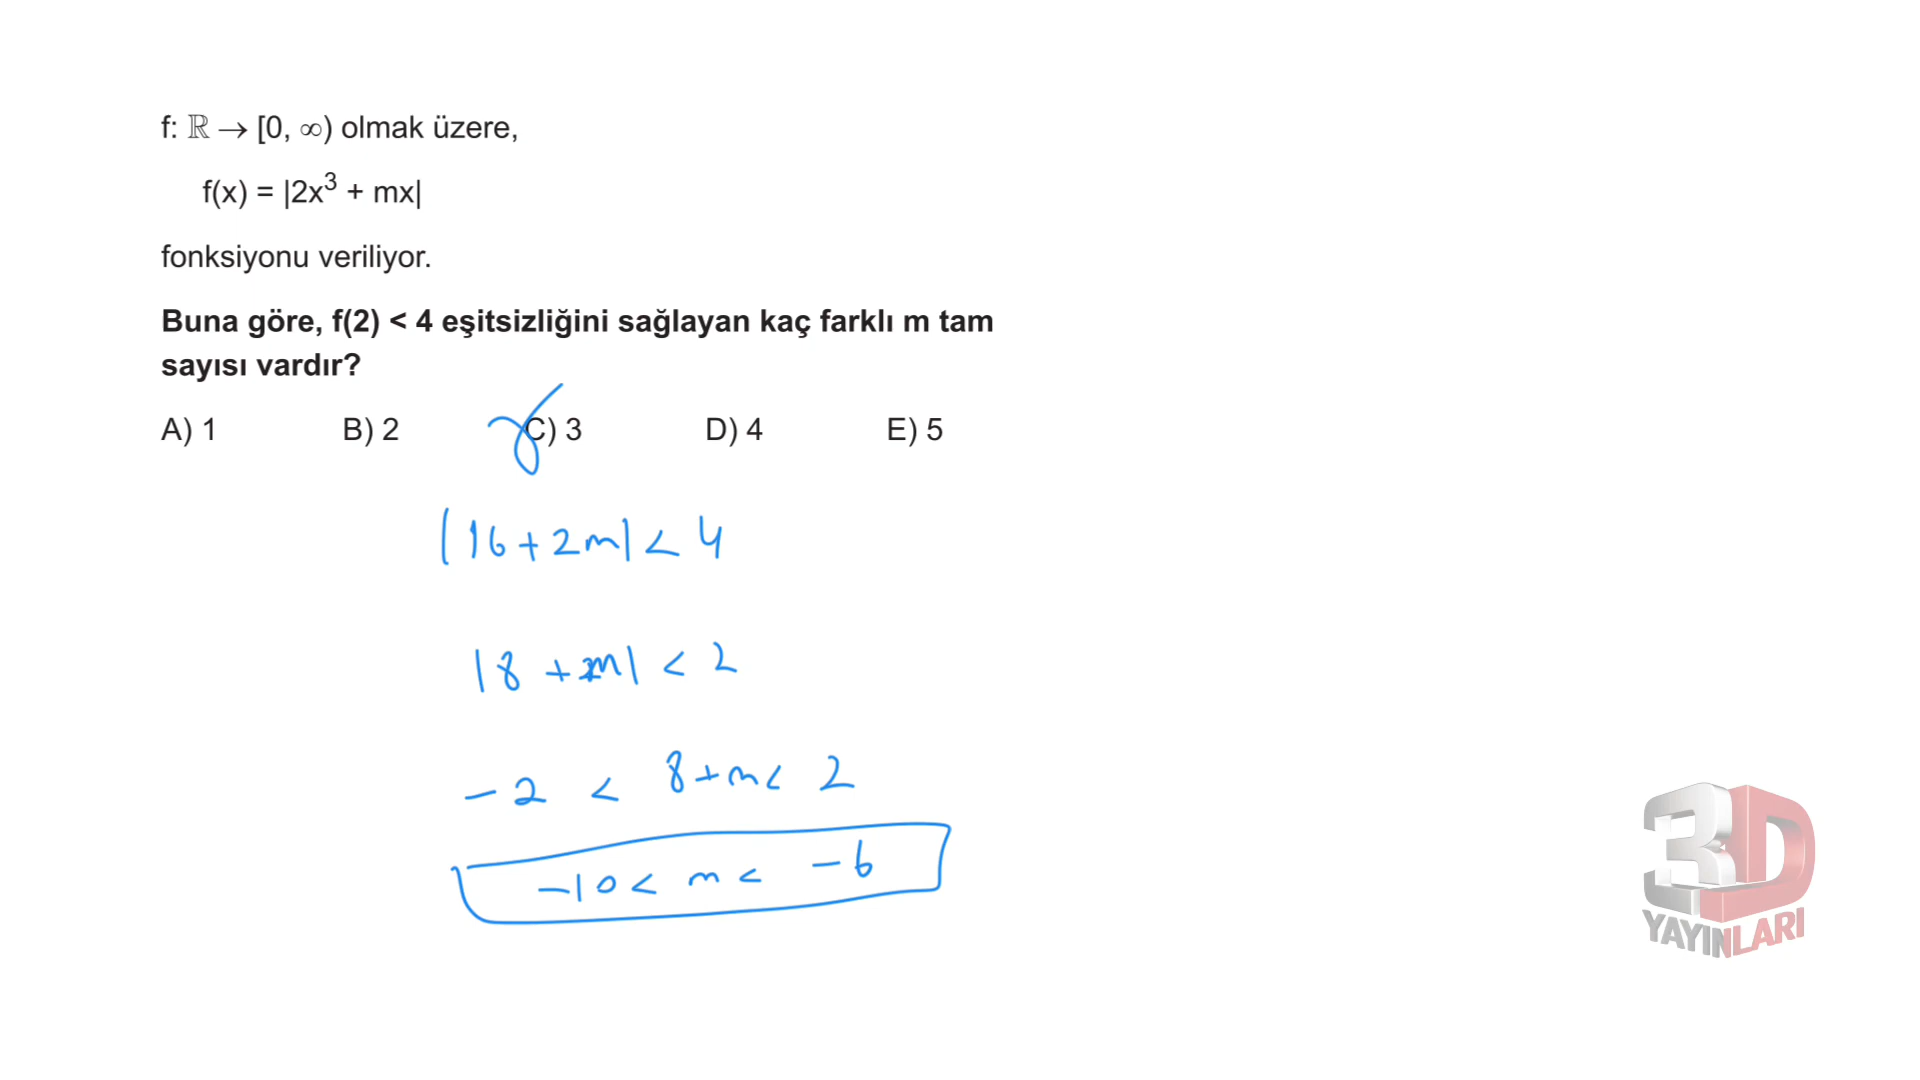 f: ℝ → [0, ∞) olmak üzere,
f(x) = |2x³ + mx|
fonksiyonu veriliyor.
Buna göre, f(2) < 4 eşitsizliğini sağlayan kaç farklı m tam
sayısı vardır?
A) 1 B) 2 C) 3 D) 4 E) 5
|16+2m| < 4
|8 + m| < 2
-2 < 8+m < 2
-10 < m < -6
3D
YAYINLARI